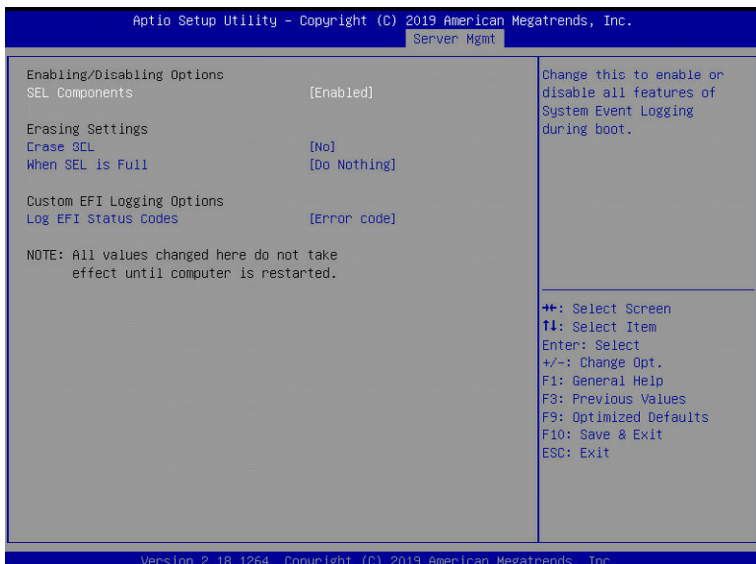 Aptio Setup Utility – Copyright (C) 2019 American Megatrends, Inc.
Server Mgmt
Enabling/Disabling Options
SEL Components [Enabled]
Erasing Settings
Erase SEL [No]
When SEL is Full [Do Nothing]
Custom EFI Logging Options
Log EFI Status Codes [Error code]
NOTE: All values changed here do not take
effect until computer is restarted.
Change this to enable or
disable all features of
System Event Logging
during boot.
→←: Select Screen
↑↓: Select Item
Enter: Select
+/-: Change Opt.
F1: General Help
F3: Previous Values
F9: Optimized Defaults
F10: Save & Exit
ESC: Exit
Version 2.18.1264. Copyright (C) 2019 American Megatrends, Inc.